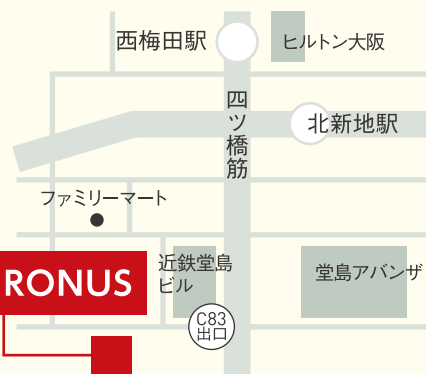 西梅田駅
ヒルトン大阪
四ツ橋筋
北新地駅
ファミリーマート
RONUS
近鉄堂島
ビル
堂島アバンザ
C83
出口